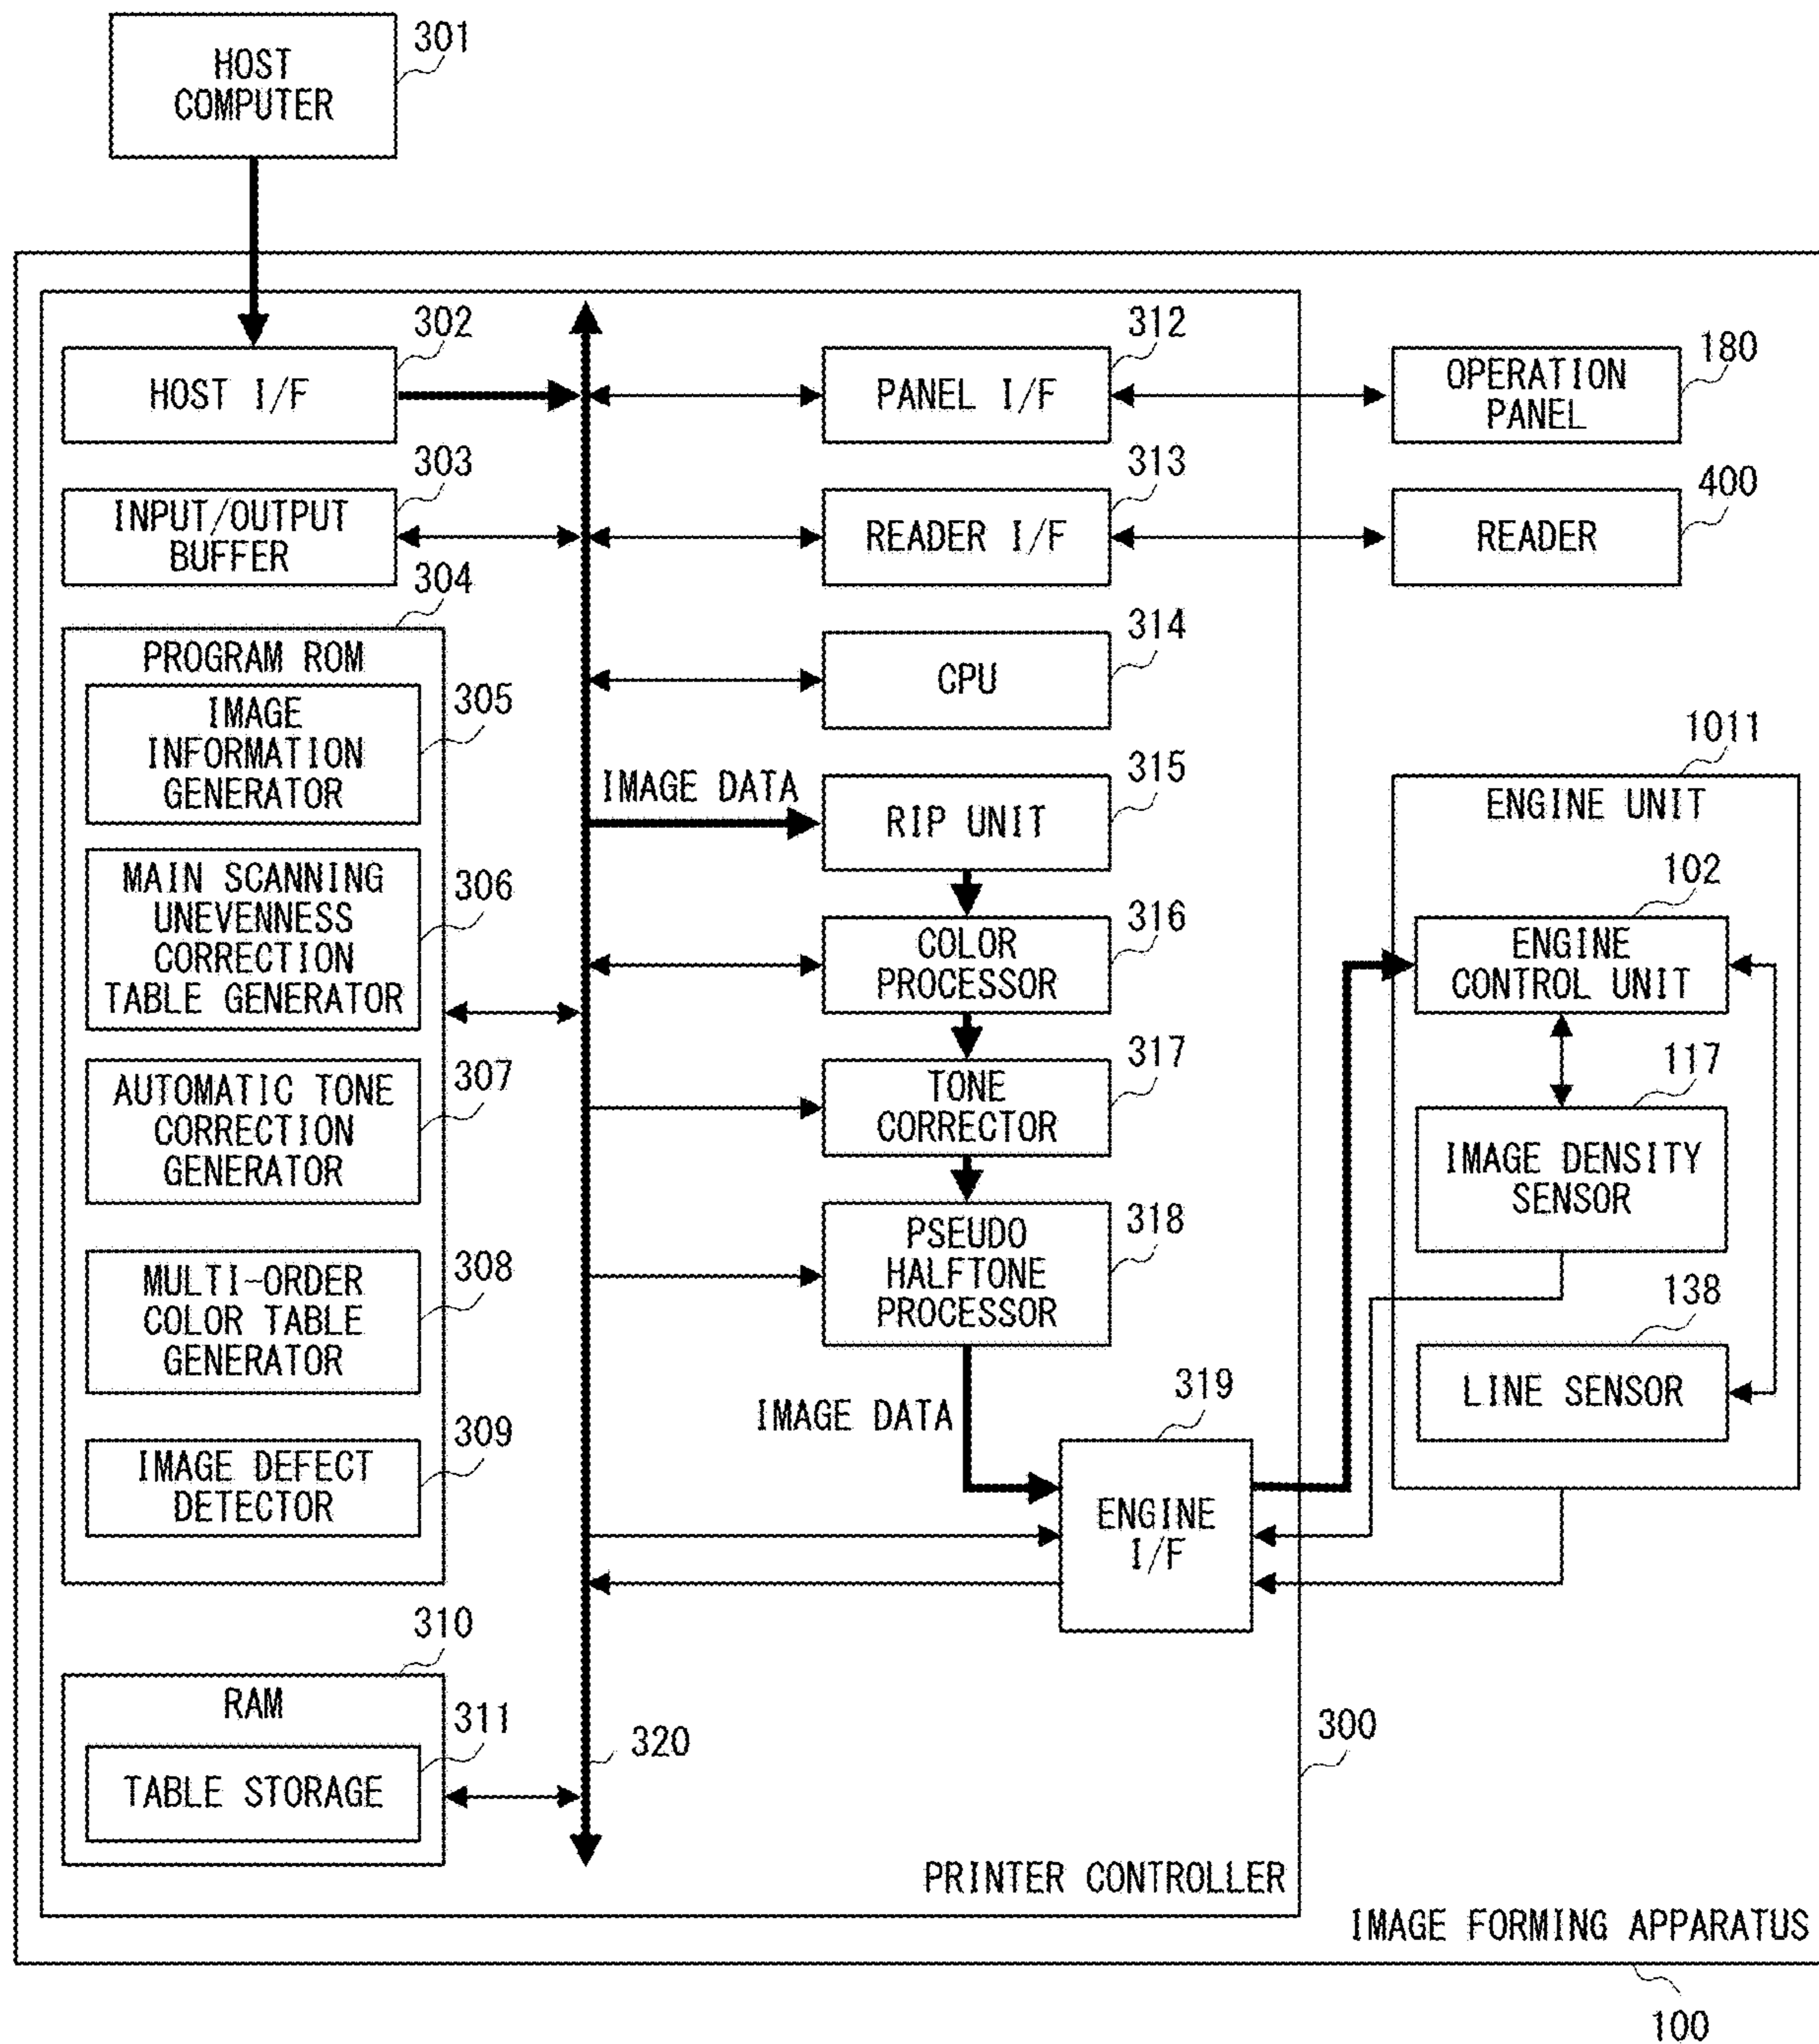 301
HOST
COMPUTER
302
HOST I/F
303
INPUT/OUTPUT
BUFFER
304
PROGRAM ROM
305
IMAGE
INFORMATION
GENERATOR
306
MAIN SCANNING
UNEVENNESS
CORRECTION
TABLE GENERATOR
307
AUTOMATIC TONE
CORRECTION
GENERATOR
308
MULTI-ORDER
COLOR TABLE
GENERATOR
309
IMAGE DEFECT
DETECTOR
310
RAM
311
TABLE STORAGE
320
312
PANEL I/F
313
READER I/F
314
CPU
IMAGE DATA
315
RIP UNIT
316
COLOR
PROCESSOR
317
TONE
CORRECTOR
318
PSEUDO
HALFTONE
PROCESSOR
IMAGE DATA
319
ENGINE
I/F
180
OPERATION
PANEL
400
READER
1011
ENGINE UNIT
102
ENGINE
CONTROL UNIT
117
IMAGE DENSITY
SENSOR
138
LINE SENSOR
300
PRINTER CONTROLLER
IMAGE FORMING APPARATUS
100